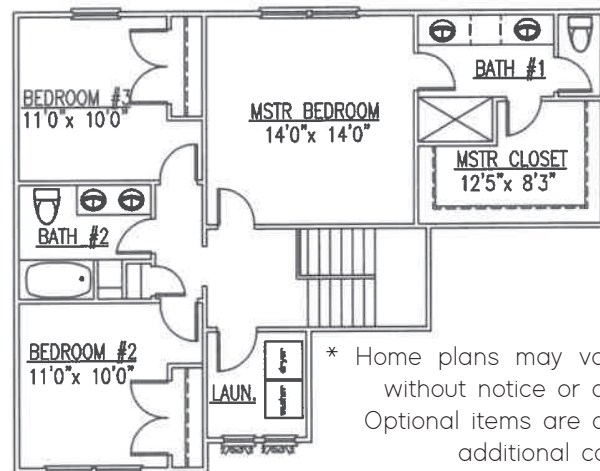 BEDROOM #3
11'0"x 10'0"
MSTR BEDROOM
14'0"x 14'0"
BATH #1
MSTR CLOSET
12'5"x 8'3"
BATH #2
BEDROOM #2
11'0"x 10'0"
LAUN.
dryer
washer
* Home plans may
without notice or
Optional items are
additional